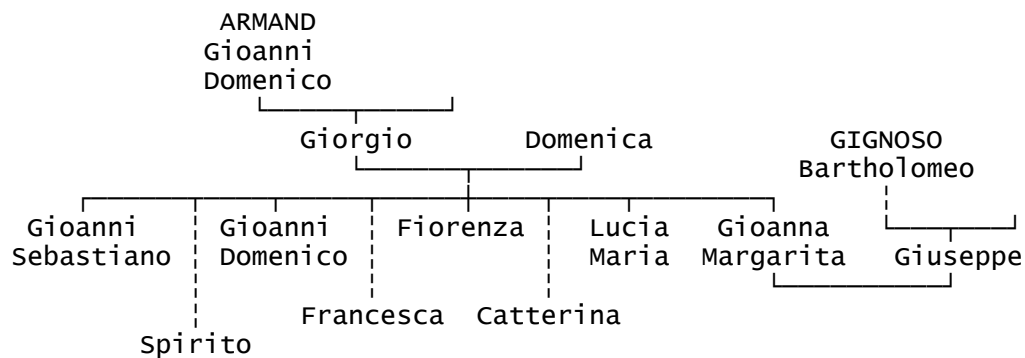 ARMAND
Gioanni
Domenico
Giorgio Domenica GIGNOSO
Bartholomeo
Gioanni Gioanni Fiorenza Lucia Gioanna
Sebastiano Domenico Maria Margarita Giuseppe
Francesca Catterina
Spirito